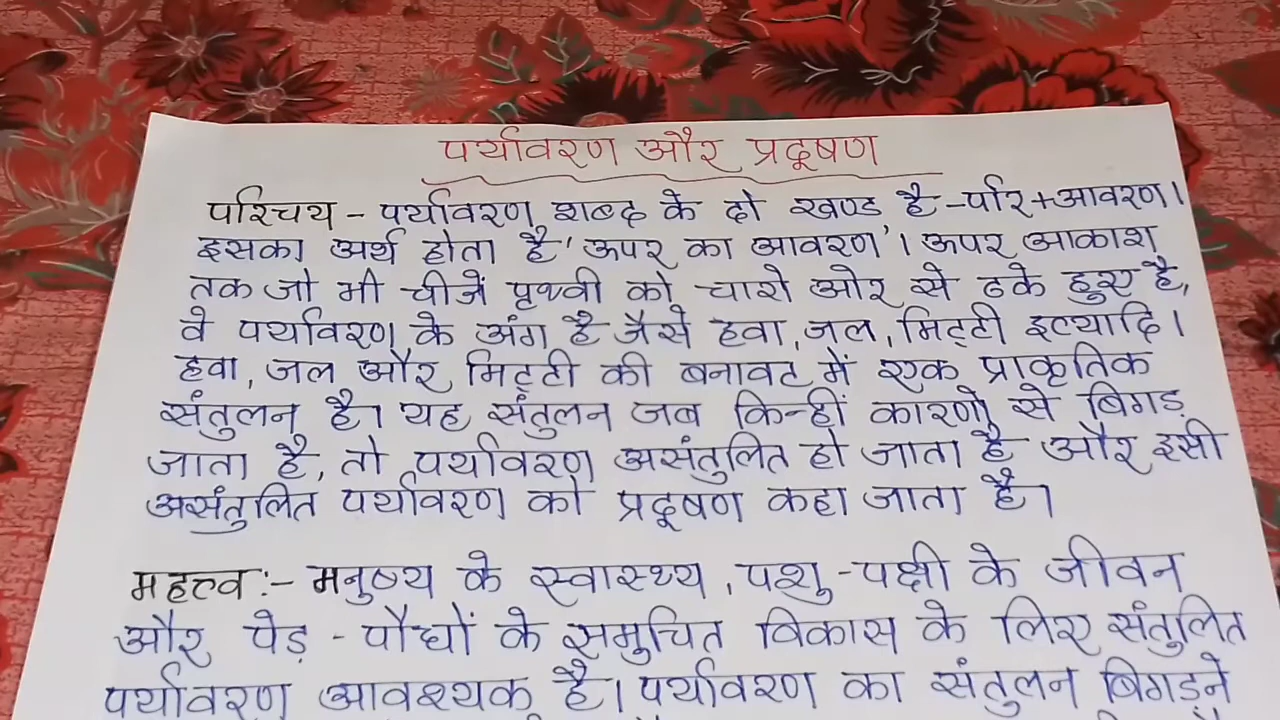 पर्यावरण और प्रदूषण
परिचय - पर्यावरण शब्द के दो खण्ड है - परि+आवरण।
इसका अर्थ होता है 'ऊपर का आवरण'। ऊपर आकाश
तक जो भी चीजें पृथ्वी को चारो ओर से ढके हुए है,
वे पर्यावरण के अंग है जैसे हवा, जल, मिट्टी इत्यादि।
हवा, जल और मिट्टी की बनावट में एक प्राकृतिक
संतुलन है। यह संतुलन जब किन्हीं कारणो से बिगड़
जाता है, तो पर्यावरण असंतुलित हो जाता है और इसी
असंतुलित पर्यावरण को प्रदूषण कहा जाता है।
महत्त्व :- मनुष्य के स्वास्थ्य, पशु-पक्षी के जीवन
और पेड़ - पौधों के समुचित विकास के लिए संतुलित
पर्यावरण आवश्यक है। पर्यावरण का संतुलन बिगड़ने